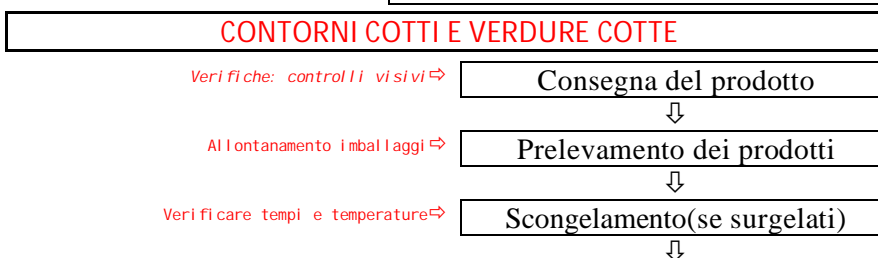 CONTORNI COTTI E VERDURE COTTE
Verifiche: controlli visivi⇨ Consegna del prodotto
⇩
Allontanamento imballaggi⇨ Prelevamento dei prodotti
⇩
Verificare tempi e temperature⇨ Scongelamento(se surgelati)
⇩